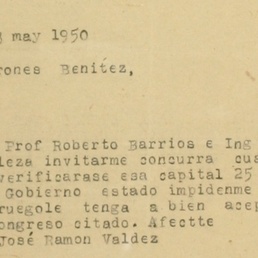 may 1950
rones Benítez,
Prof Roberto Barrios e Ing
leza invitarme concurra cua
verificarase esa capital 25
Gobierno estado impidenme
ruegole tenga a bien acep
ongreso citado. Afectte
José Ramon Valdez